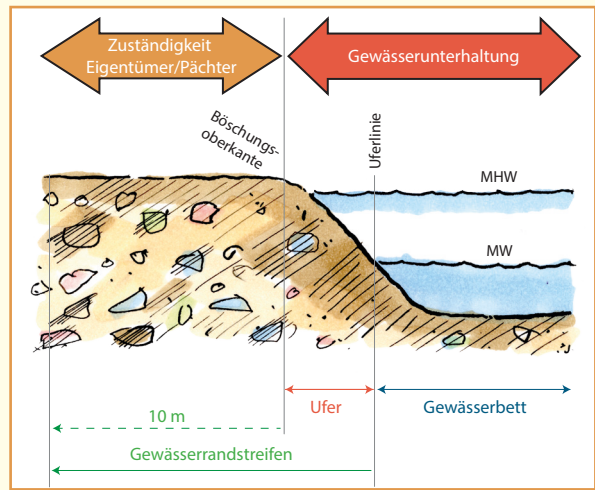 Zuständigkeit
Eigentümer/Pächter
Gewässerunterhaltung
Böschungs-
oberkante
Uferlinie
MHW
MW
10 m
Ufer
Gewässerbett
Gewässerrandstreifen